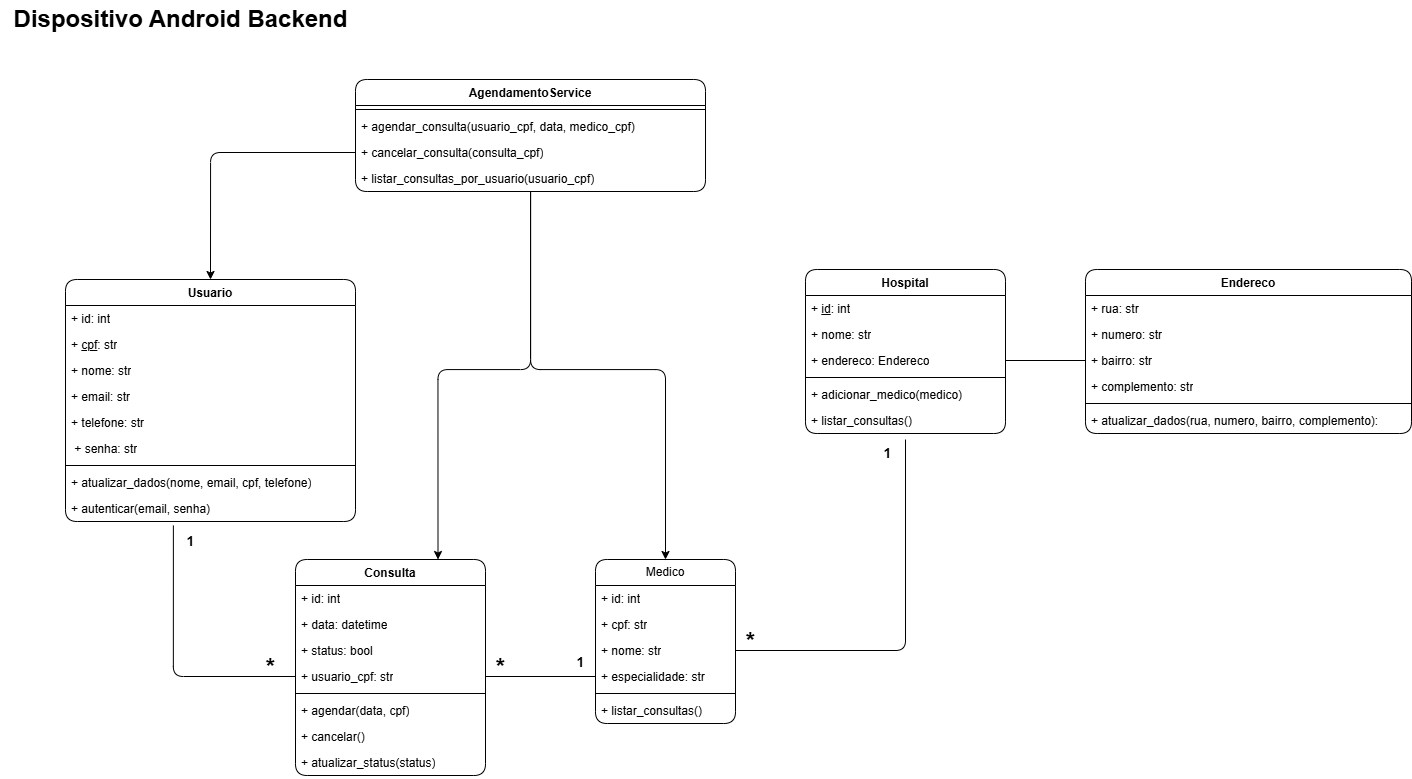 Dispositivo Android Backend
AgendamentoService
+ agendar_consulta(usuario_cpf, data, medico_cpf)
+ cancelar_consulta(consulta_cpf)
+ listar_consultas_por_usuario(usuario_cpf)
Usuario
+ id: int
+ cpf: str
+ nome: str
+ email: str
+ telefone: str
+ senha: str
+ atualizar_dados(nome, email, cpf, telefone)
+ autenticar(email, senha)
1
*
Consulta
+ id: int
+ data: datetime
+ status: bool
+ usuario_cpf: str
+ agendar(data, cpf)
+ cancelar()
+ atualizar_status(status)
*
1
Medico
+ id: int
+ cpf: str
+ nome: str
+ especialidade: str
+ listar_consultas()
*
1
Hospital
+ id: int
+ nome: str
+ endereco: Endereco
+ adicionar_medico(medico)
+ listar_consultas()
Endereco
+ rua: str
+ numero: str
+ bairro: str
+ complemento: str
+ atualizar_dados(rua, numero, bairro, complemento):